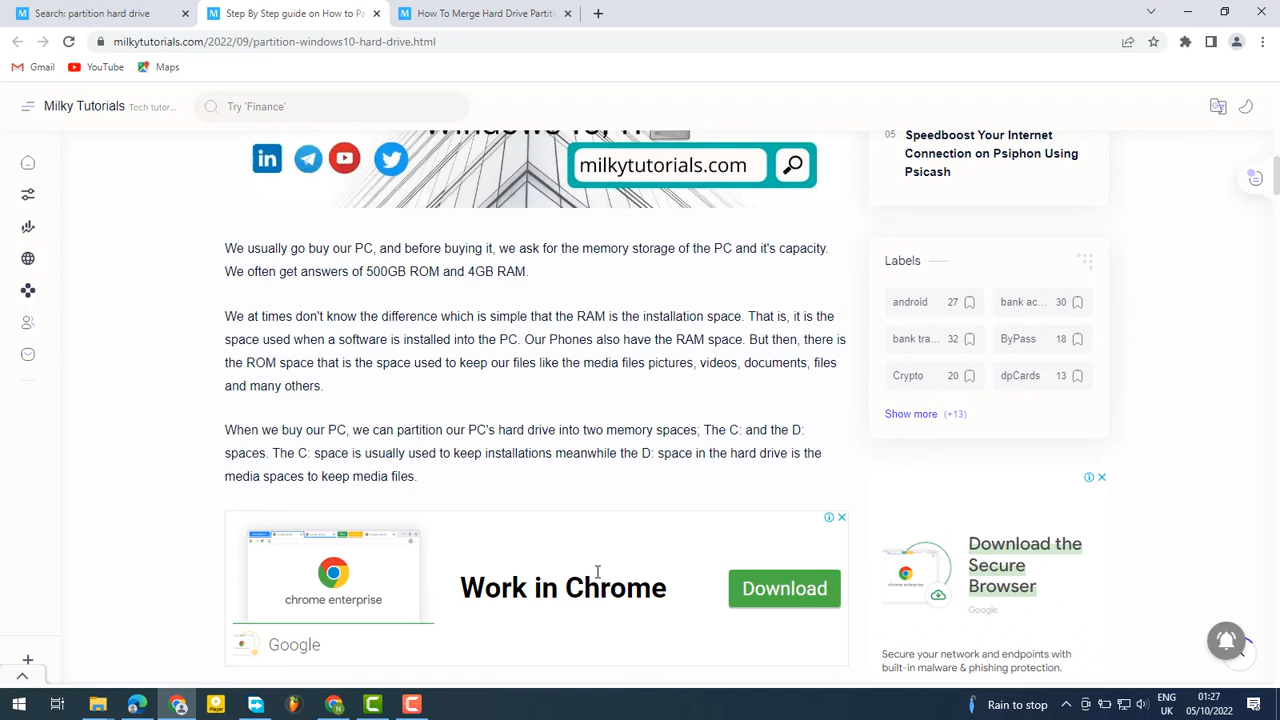 Search: partition hard drive
Step By Step guide on How to Pa
How To Merge Hard Drive Partiti
milkytutorials.com/2022/09/partition-windows10-hard-drive.html
Gmail
YouTube
Maps
Milky Tutorials Tech tutor...
Try 'Finance'
milkytutorials.com
We usually go buy our PC, and before buying it, we ask for the memory storage of the PC and it's capacity.
We often get answers of 500GB ROM and 4GB RAM.
We at times don't know the difference which is simple that the RAM is the installation space. That is, it is the
space used when a software is installed into the PC. Our Phones also have the RAM space. But then, there is
the ROM space that is the space used to keep our files like the media files pictures, videos, documents, files
and many others.
When we buy our PC, we can partition our PC's hard drive into two memory spaces; The C: and the D:
spaces. The C: space is usually used to keep installations meanwhile the D: space in the hard drive is the
media spaces to keep media files.
chrome enterprise
Work in Chrome
Download
Google
05 Speedboost Your Internet
Connection on Psiphon Using
Psicash
Labels
android 27
bank ac... 30
bank tra... 32
ByPass 18
Crypto 20
dpCards 13
Show more (+13)
Download the
Secure
Browser
Google
Secure your network and endpoints with
built-in malware & phishing protection.
Player
Rain to stop
ENG
UK
01:27
05/10/2022